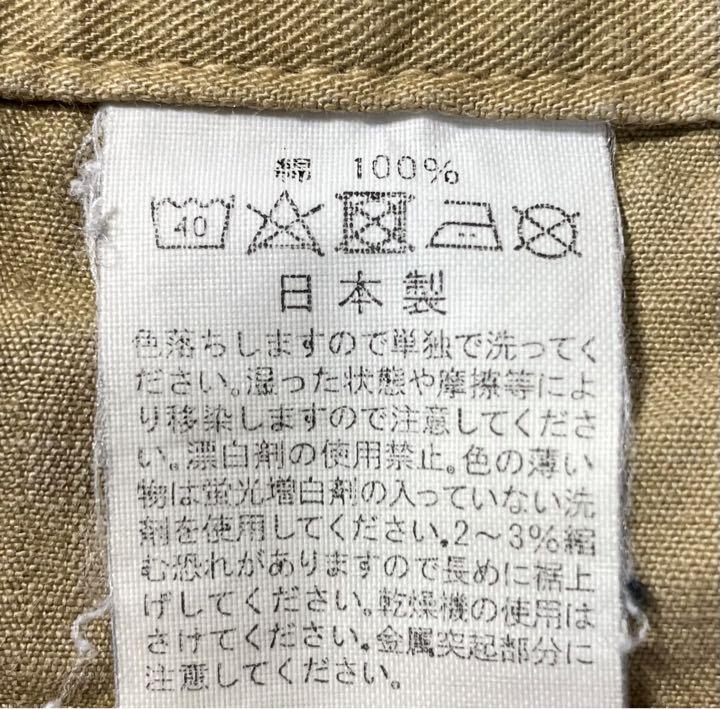 綿 100%
40
日本製
色落ちしますので単独で洗ってく
ださい。湿った状態や摩擦等によ
り移染しますので注意してくださ
い。漂白剤の使用禁止。色の薄い
物は蛍光増白剤の入っていない洗
剤を使用してください。2~3%縮
む恐れがありますので長めに裾上
げしてください。乾燥機の使用は
さけてください。金属突起部分に
注意してください。